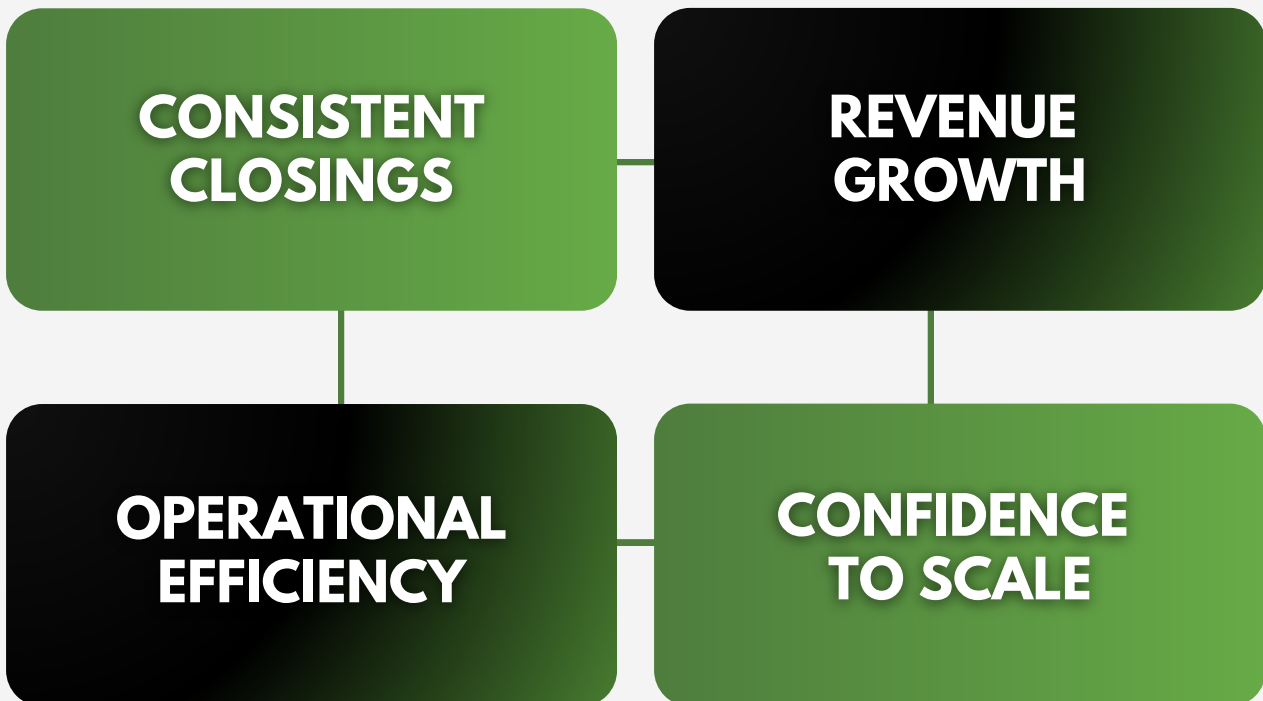 CONSISTENT
CLOSINGS
REVENUE
GROWTH
OPERATIONAL
EFFICIENCY
CONFIDENCE
TO SCALE